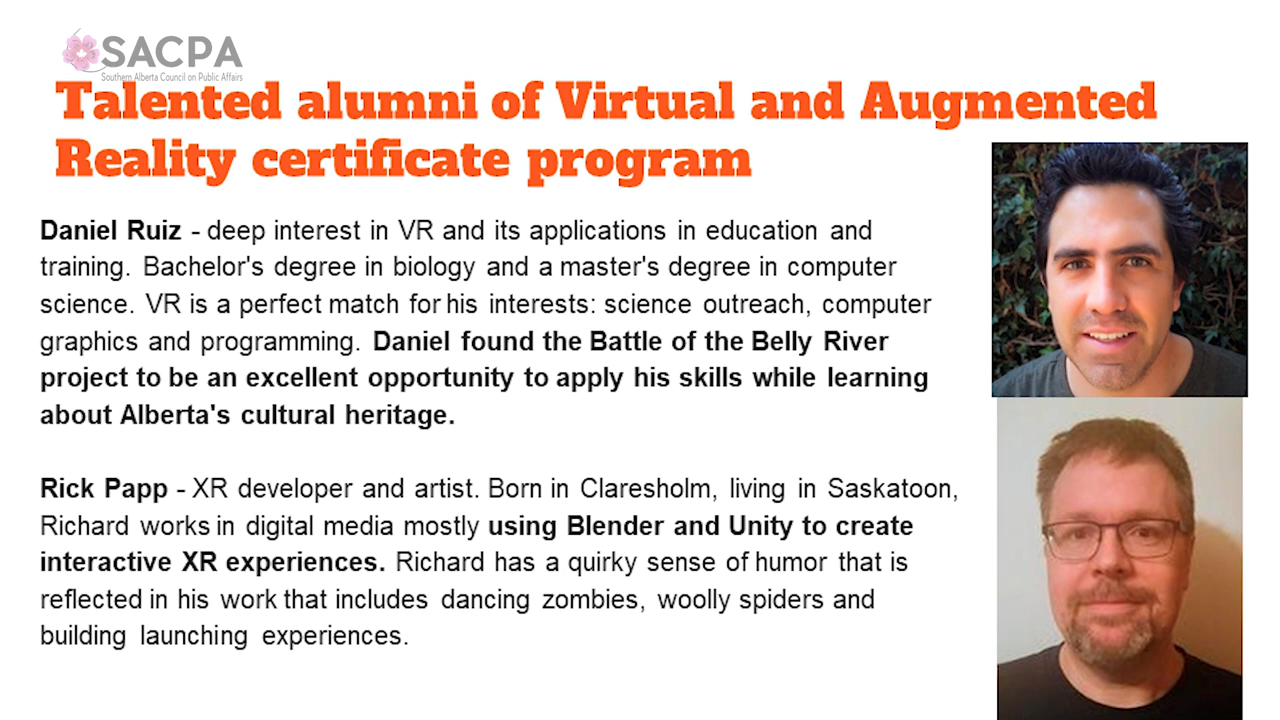 SACPA
Southern Alberta Council on Public Affairs
Talented alumni of Virtual and Augmented
Reality certificate program
Daniel Ruiz - deep interest in VR and its applications in education and
training. Bachelor's degree in biology and a master's degree in computer
science. VR is a perfect match for his interests: science outreach, computer
graphics and programming. Daniel found the Battle of the Belly River
project to be an excellent opportunity to apply his skills while learning
about Alberta's cultural heritage.
Rick Papp - XR developer and artist. Born in Claresholm, living in Saskatoon,
Richard works in digital media mostly using Blender and Unity to create
interactive XR experiences. Richard has a quirky sense of humor that is
reflected in his work that includes dancing zombies, woolly spiders and
building launching experiences.